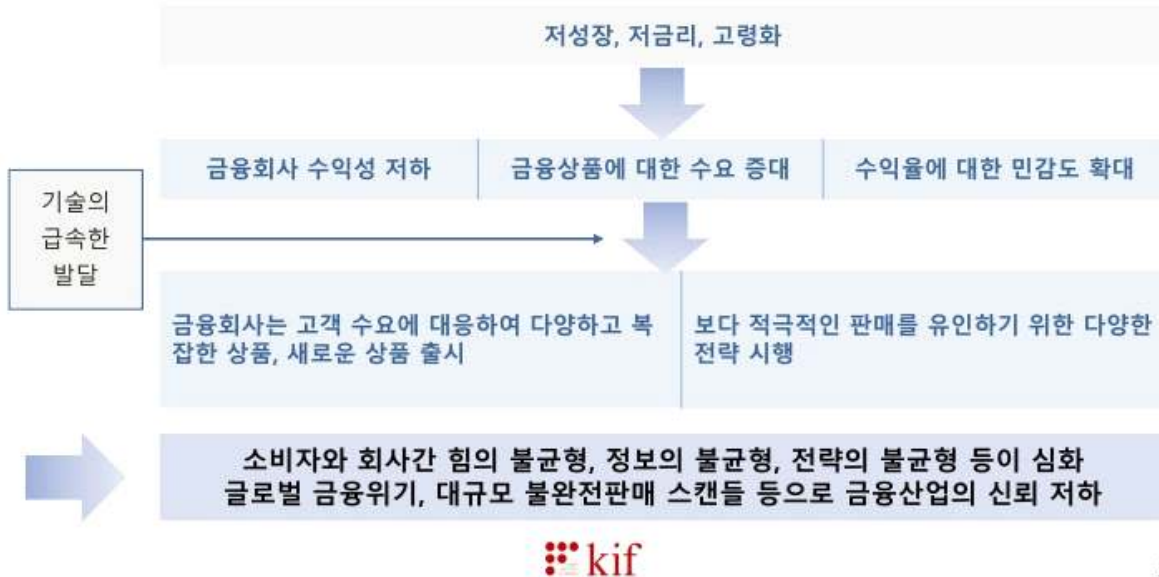 저성장, 저금리, 고령화
금융회사 수익성 저하
금융상품에 대한 수요 증대
수익율에 대한 민감도 확대
기술의
급속한
발달
금융회사는 고객 수요에 대응하여 다양하고 복
잡한 상품, 새로운 상품 출시
보다 적극적인 판매를 유인하기 위한 다양한
전략 시행
소비자와 회사간 힘의 불균형, 정보의 불균형, 전략의 불균형 등이 심화
글로벌 금융위기, 대규모 불완전판매 스캔들 등으로 금융산업의 신뢰 저하
kif